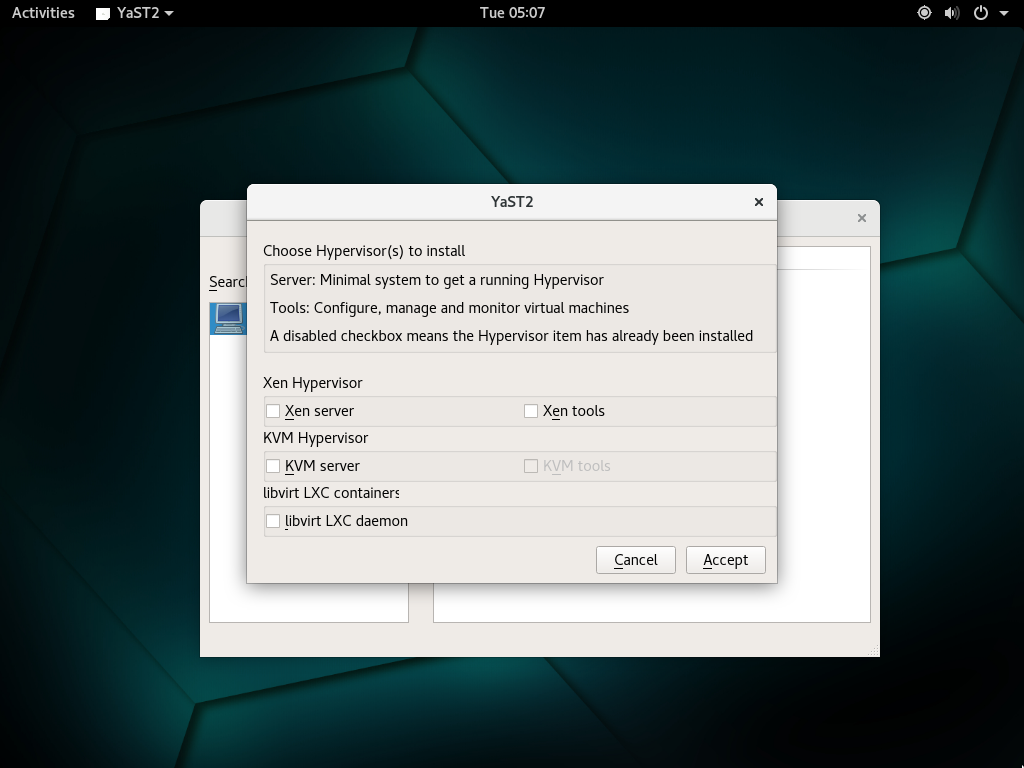 Activities YaST2 Tue 05:07
YaST2
Choose Hypervisor(s) to install
Server: Minimal system to get a running Hypervisor
Tools: Configure, manage and monitor virtual machines
A disabled checkbox means the Hypervisor item has already been installed
Searc
Xen Hypervisor
Xen server Xen tools
KVM Hypervisor
KVM server KVM tools
libvirt LXC containers
libvirt LXC daemon
Cancel Accept